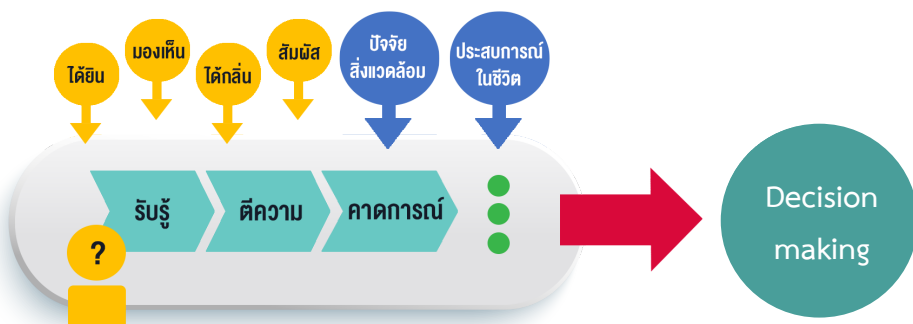 ได้ยิน
มองเห็น
ได้กลิ่น
สัมผัส
ปัจจัย
สิ่งแวดล้อม
ประสบการณ์
ในชีวิต
รับรู้
ตีความ
คาดการณ์
?
Decision
making